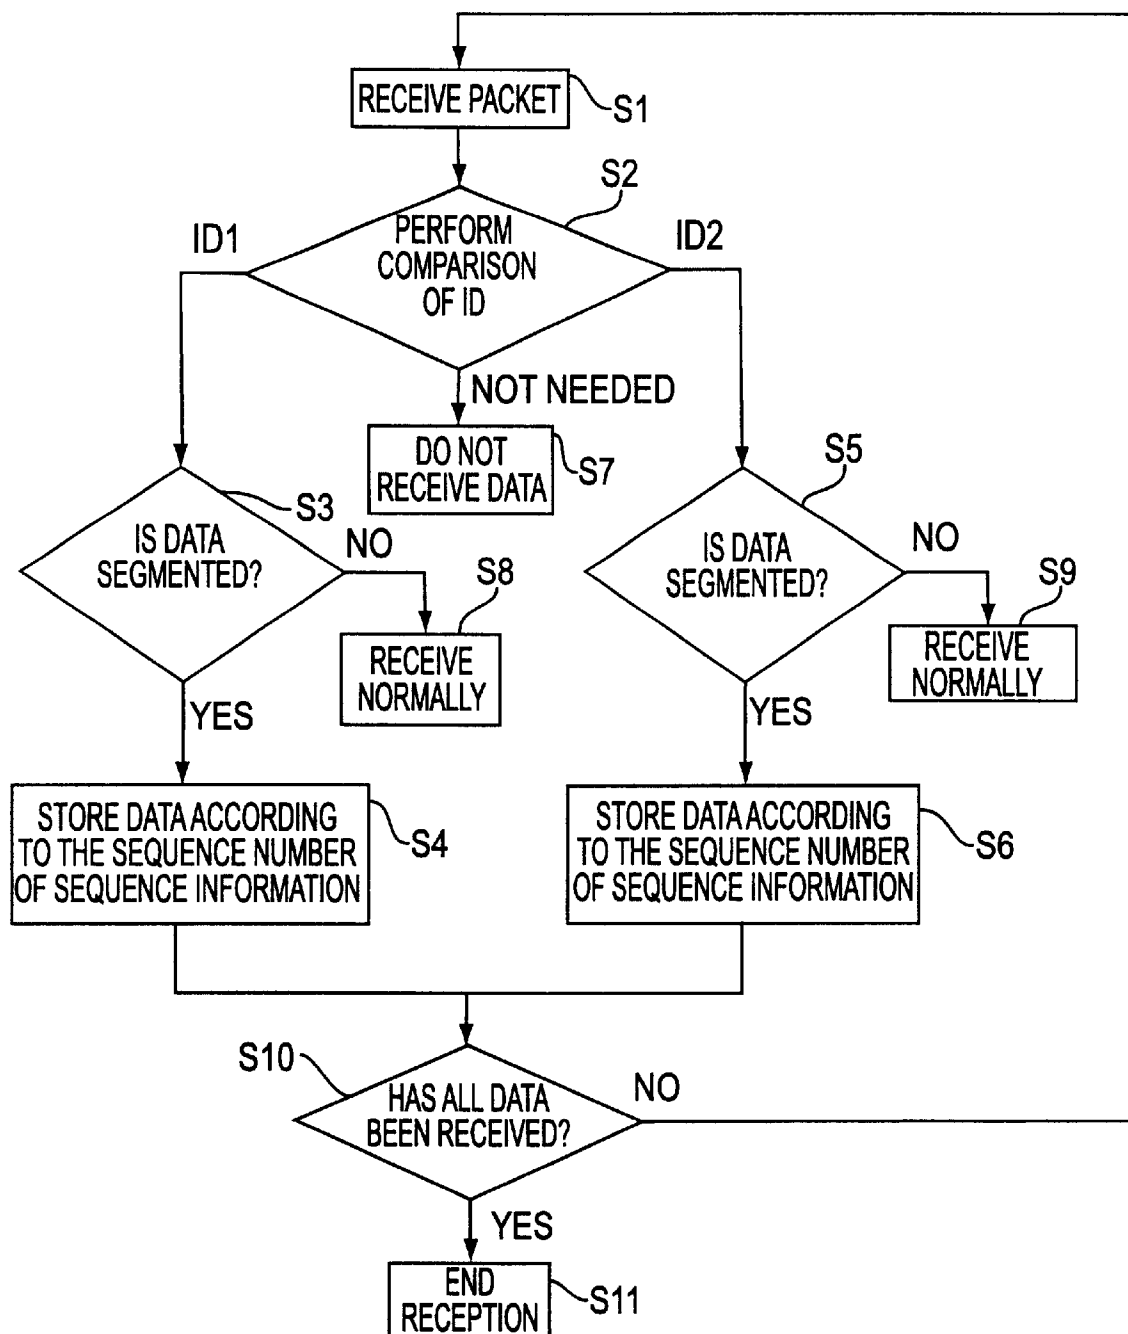 RECEIVE PACKET
S1
S2
PERFORM
COMPARISON
OF ID
ID1
ID2
NOT NEEDED
DO NOT
RECEIVE DATA
S7
S3
IS DATA
SEGMENTED?
NO
S8
RECEIVE
NORMALLY
S5
IS DATA
SEGMENTED?
NO
S9
RECEIVE
NORMALLY
YES
YES
STORE DATA ACCORDING
TO THE SEQUENCE NUMBER
OF SEQUENCE INFORMATION
S4
STORE DATA ACCORDING
TO THE SEQUENCE NUMBER
OF SEQUENCE INFORMATION
S6
S10
HAS ALL DATA
BEEN RECEIVED?
NO
YES
END
RECEPTION
S11